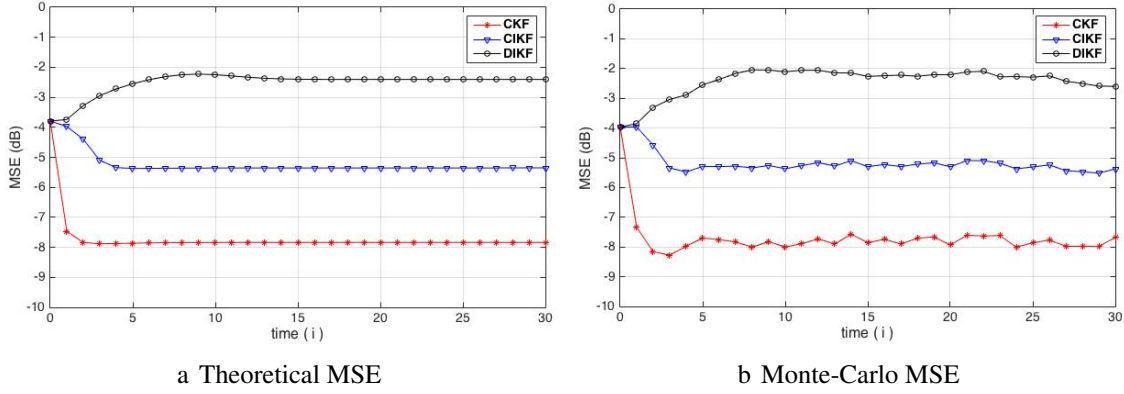 CKF
CIKF
DIKF
MSE (dB)
0
-1
-2
-3
-4
-5
-6
-7
-8
-9
-10
0 5 10 15 20 25 30
time ( i )
a Theoretical MSE
CKF
CIKF
DIKF
MSE (dB)
0
-1
-2
-3
-4
-5
-6
-7
-8
-9
-10
0 5 10 15 20 25 30
time ( i )
b Monte-Carlo MSE